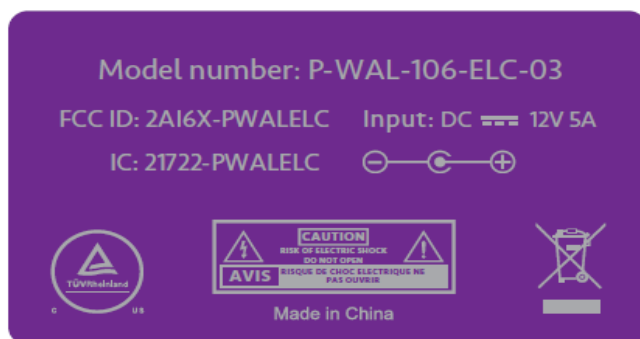 Model number: P-WAL-106-ELC-03
FCC ID: 2AI6X-PWALELC Input: DC 12V 5A
IC: 21722-PWALELC
CAUTION
RISK OF ELECTRIC SHOCK
DO NOT OPEN
AVIS RISQUE DE CHOC ELECTRIQUE NE
PAS OUVRIR
TÜVRheinland
C US
Made in China